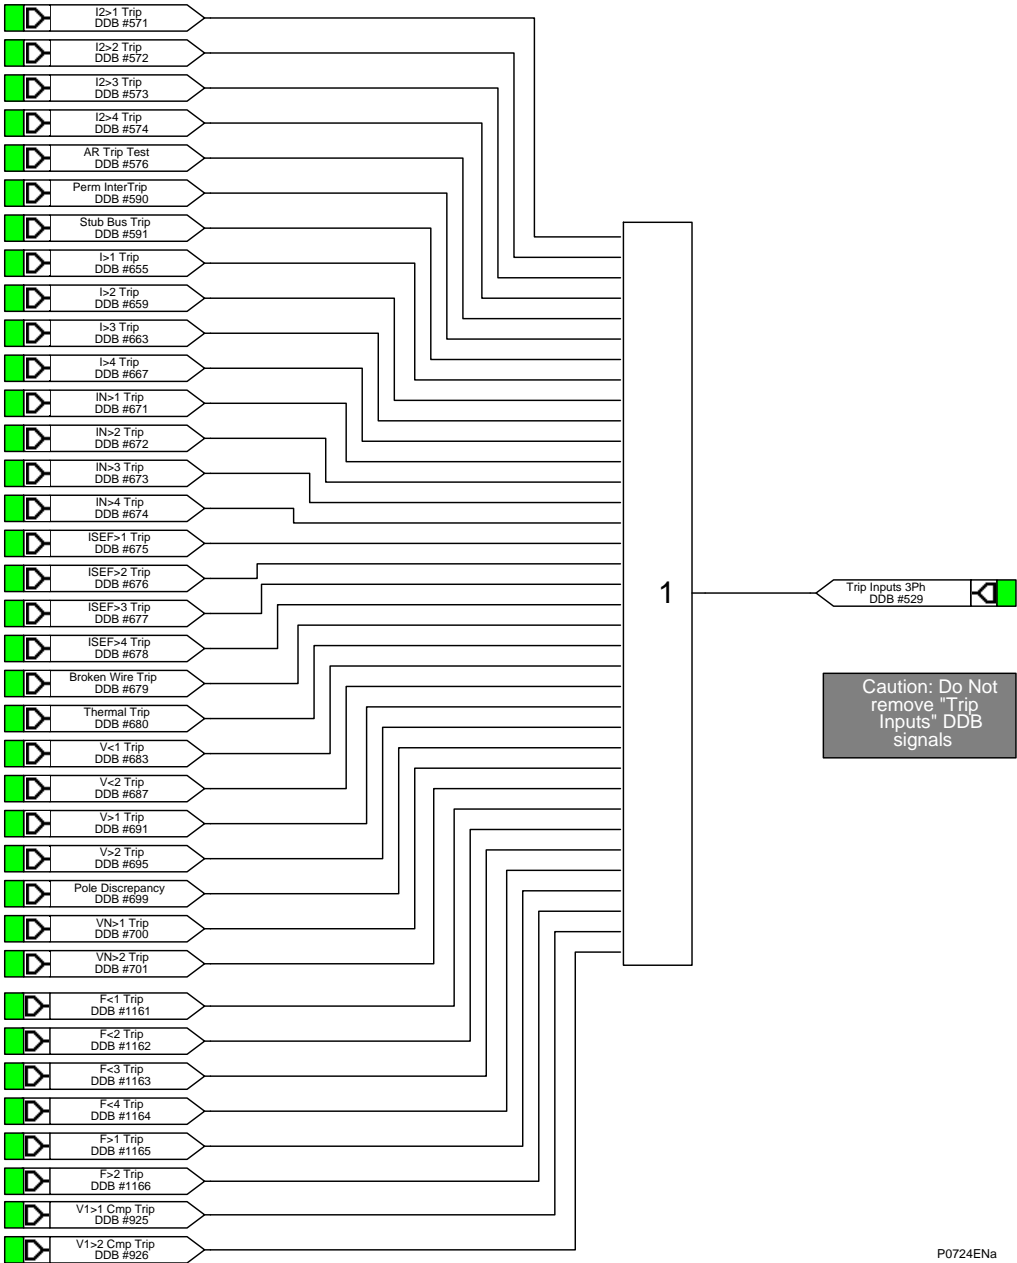 I2>1 Trip
DDB #571
I2>2 Trip
DDB #572
I2>3 Trip
DDB #573
I2>4 Trip
DDB #574
AR Trip Test
DDB #576
Perm InterTrip
DDB #590
Stub Bus Trip
DDB #591
I>1 Trip
DDB #655
I>2 Trip
DDB #659
I>3 Trip
DDB #663
I>4 Trip
DDB #667
IN>1 Trip
DDB #671
IN>2 Trip
DDB #672
IN>3 Trip
DDB #673
IN>4 Trip
DDB #674
ISEF>1 Trip
DDB #675
ISEF>2 Trip
DDB #676
ISEF>3 Trip
DDB #677
ISEF>4 Trip
DDB #678
Broken Wire Trip
DDB #679
Thermal Trip
DDB #680
V<1 Trip
DDB #683
V<2 Trip
DDB #687
V>1 Trip
DDB #691
V>2 Trip
DDB #695
Pole Discrepancy
DDB #699
VN>1 Trip
DDB #700
VN>2 Trip
DDB #701
F<1 Trip
DDB #1161
F<2 Trip
DDB #1162
F<3 Trip
DDB #1163
F<4 Trip
DDB #1164
F>1 Trip
DDB #1165
F>2 Trip
DDB #1166
V1>1 Cmp Trip
DDB #925
V1>2 Cmp Trip
DDB #926
1
Trip Inputs 3Ph
DDB #529
Caution: Do Not
remove "Trip
Inputs" DDB
signals
P0724ENa